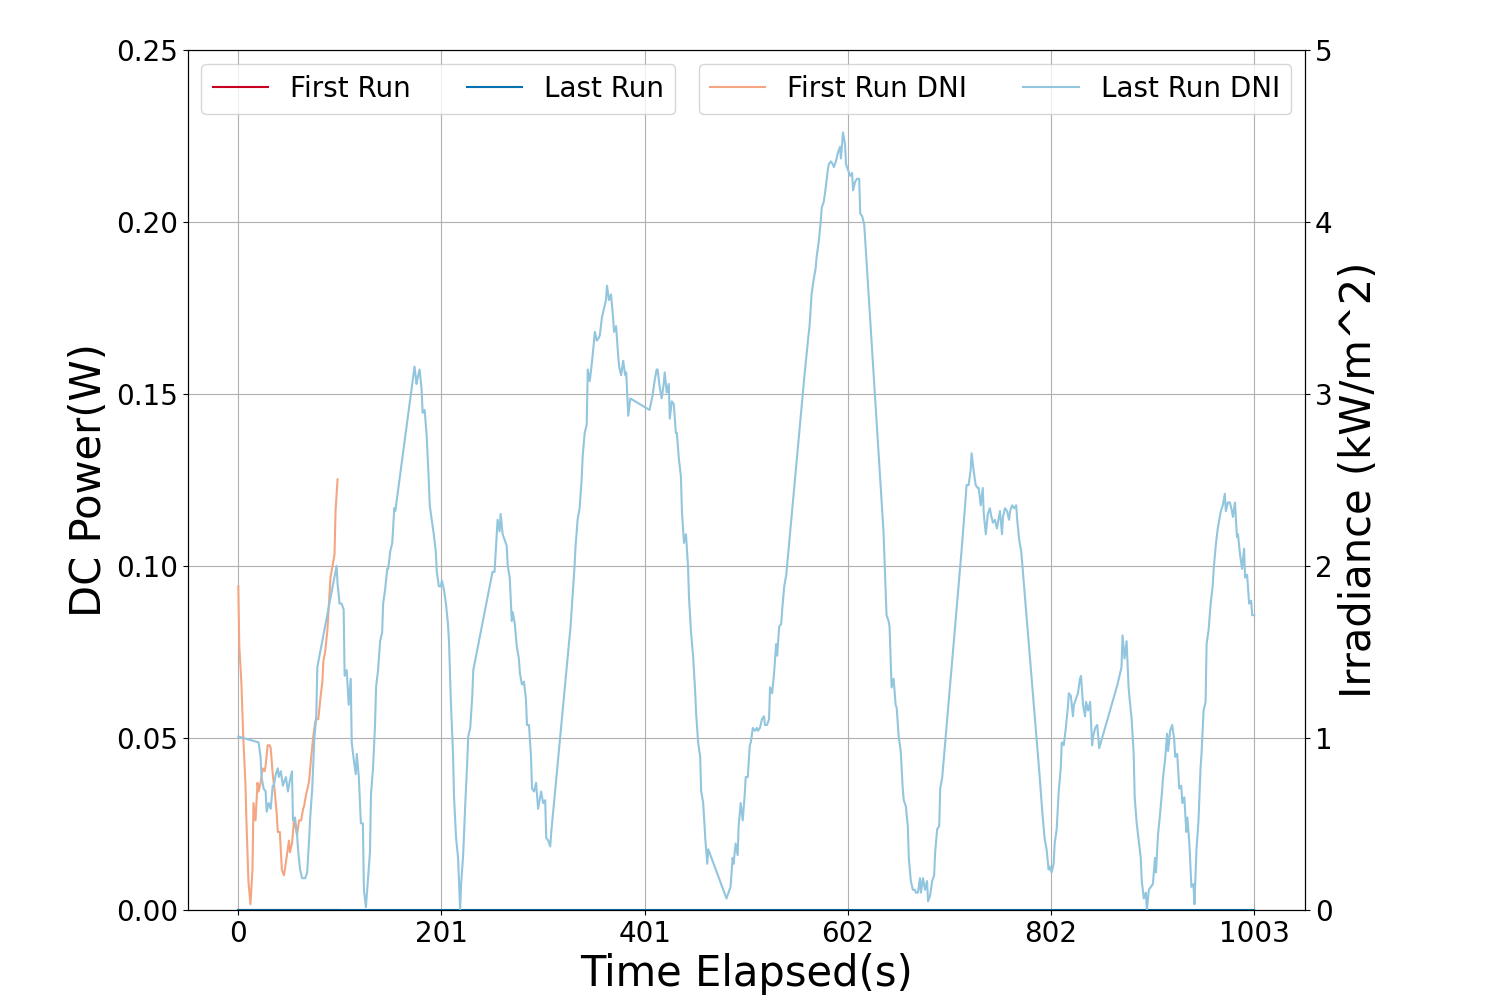 First Run Last Run First Run DNI Last Run DNI
DC Power(W)
0.25
0.20
0.15
0.10
0.05
0.00
5
4
3
2
1
0
Irradiance (kW/m^2)
0 201 401 602 802 1003
Time Elapsed(s)